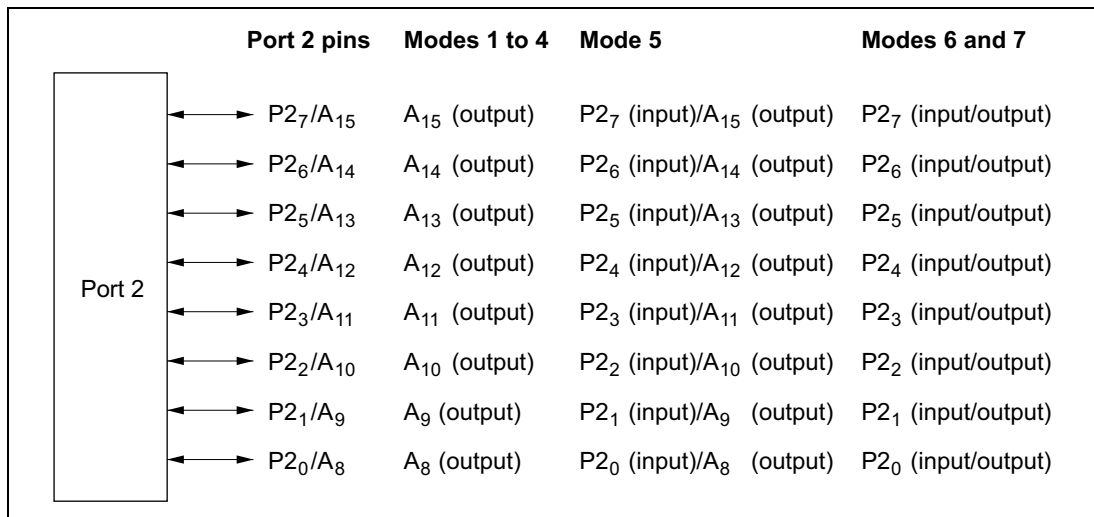 Port 2 pins Modes 1 to 4 Mode 5 Modes 6 and 7
P2₇/A₁₅ A₁₅ (output) P2₇ (input)/A₁₅ (output) P2₇ (input/output)
P2₆/A₁₄ A₁₄ (output) P2₆ (input)/A₁₄ (output) P2₆ (input/output)
P2₅/A₁₃ A₁₃ (output) P2₅ (input)/A₁₃ (output) P2₅ (input/output)
P2₄/A₁₂ A₁₂ (output) P2₄ (input)/A₁₂ (output) P2₄ (input/output)
Port 2
P2₃/A₁₁ A₁₁ (output) P2₃ (input)/A₁₁ (output) P2₃ (input/output)
P2₂/A₁₀ A₁₀ (output) P2₂ (input)/A₁₀ (output) P2₂ (input/output)
P2₁/A₉ A₉ (output) P2₁ (input)/A₉ (output) P2₁ (input/output)
P2₀/A₈ A₈ (output) P2₀ (input)/A₈ (output) P2₀ (input/output)